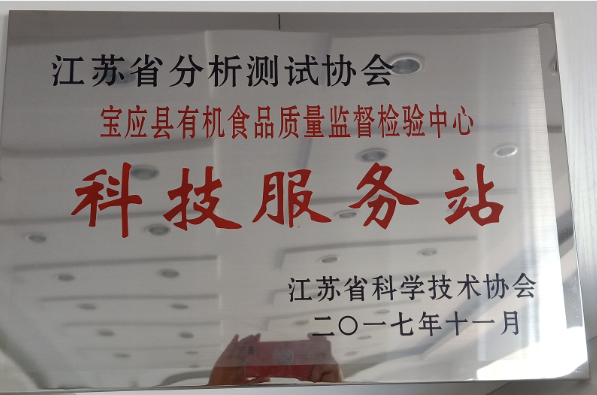 江苏省分析测试协会
宝应县有机食品质量监督检验中心
科技服务站
江苏省科学技术协会
二〇一七年十一月